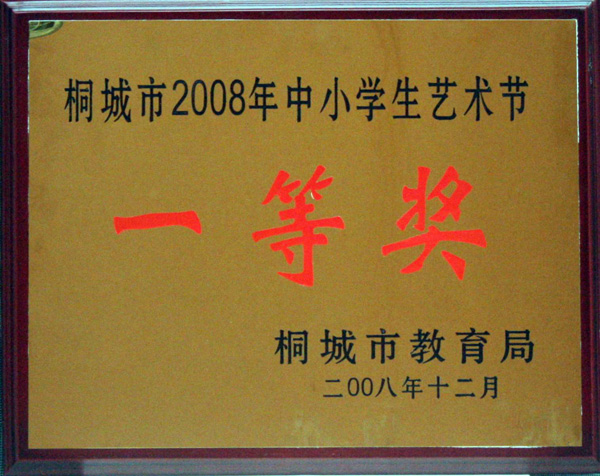 桐城市2008年中小学生艺术节
一等奖
桐城市教育局
二00八年十二月